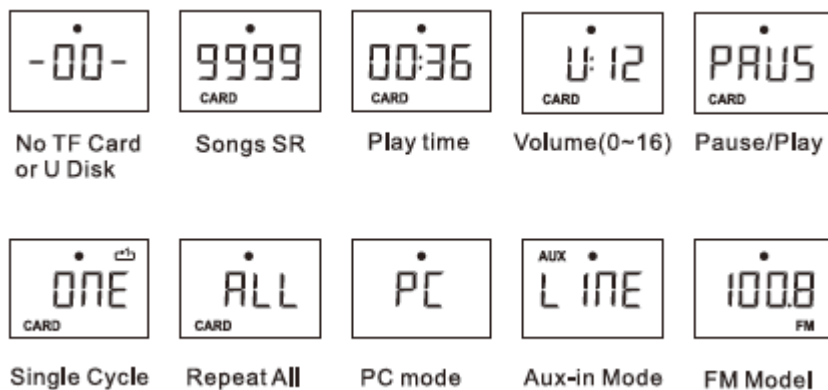 -00-
9999
CARD
00:36
CARD
U:12
CARD
PAUS
CARD
No TF Card
or U Disk
Songs SR
Play time
Volume(0~16)
Pause/Play
ONE
CARD
ALL
CARD
PC
AUX
LINE
100.8
FM
Single Cycle
Repeat All
PC mode
Aux-in Mode
FM Model